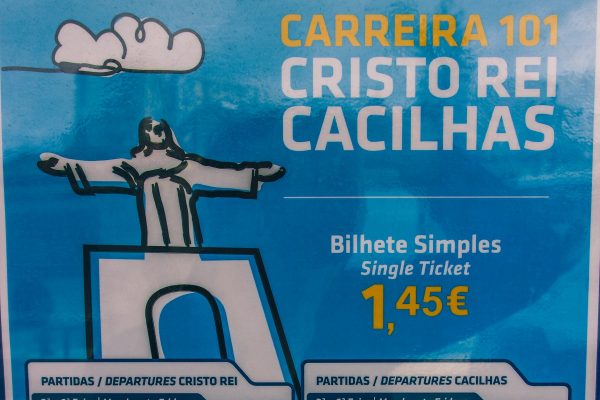 CARREIRA 101
CRISTO REI
CACILHAS
Bilhete Simples
Single Ticket
1,45€
PARTIDAS / DEPARTURES CRISTO REI
PARTIDAS / DEPARTURES CACILHAS